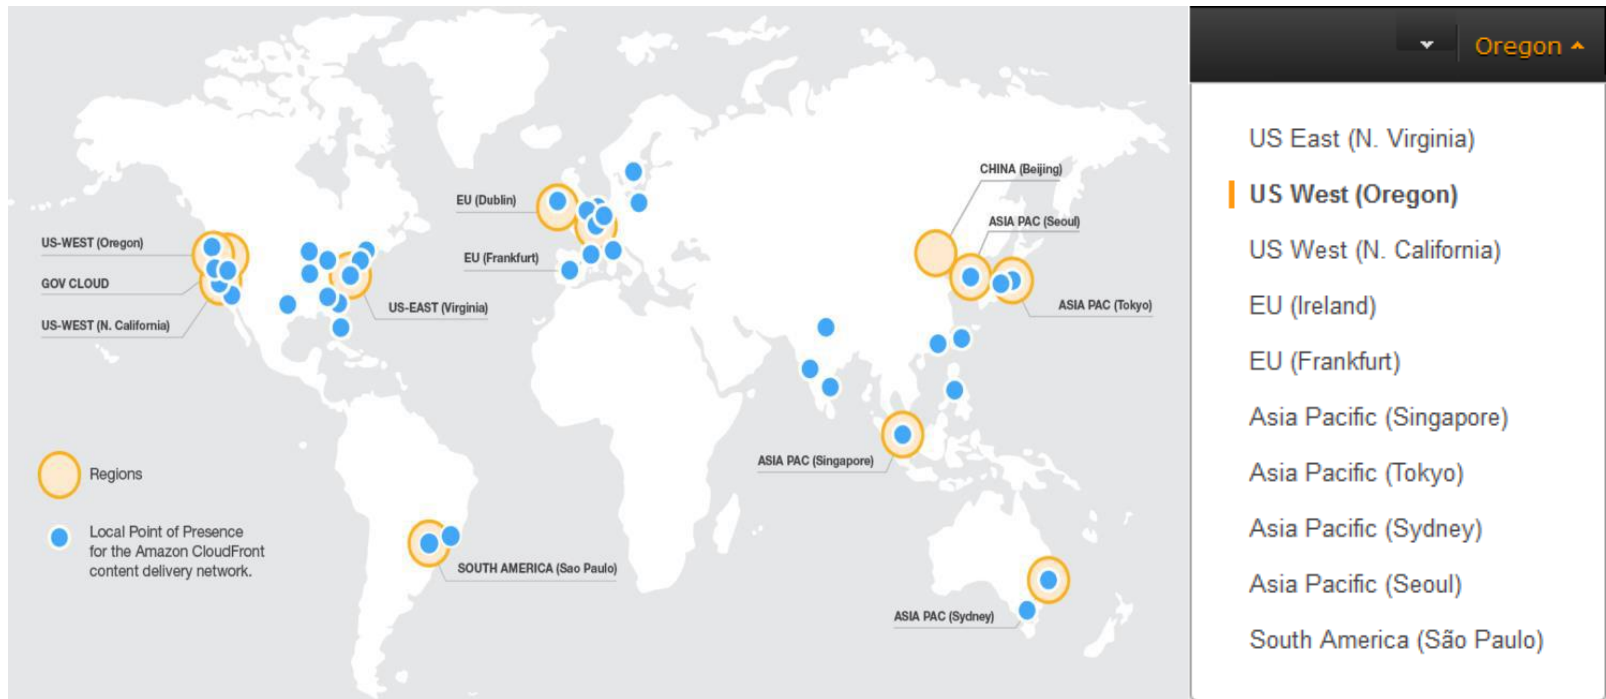 US-WEST (Oregon)
GOV CLOUD
US-WEST (N. California)
US-EAST (Virginia)
EU (Dublin)
EU (Frankfurt)
CHINA (Beijing)
ASIA PAC (Seoul)
ASIA PAC (Tokyo)
ASIA PAC (Singapore)
SOUTH AMERICA (Sao Paulo)
ASIA PAC (Sydney)
Regions
Local Point of Presence
for the Amazon CloudFront
content delivery network.
Oregon
US East (N. Virginia)
US West (Oregon)
US West (N. California)
EU (Ireland)
EU (Frankfurt)
Asia Pacific (Singapore)
Asia Pacific (Tokyo)
Asia Pacific (Sydney)
Asia Pacific (Seoul)
South America (São Paulo)